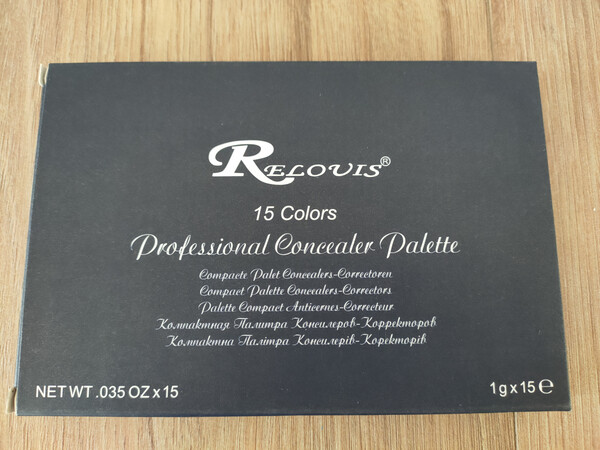 RELOVIS®
15 Colors
Professional Concealer Palette
Compacte Palet Concealers-Correctoren
Compact Palette Concealers-Correctors
Palette Compact Anticernes-Correcteur
Компактная Палитра Консилеров-Корректоров
Компактна Палітра Консилерів-Коректорів
NET WT .035 OZ x 15
1 g x 15 ℮